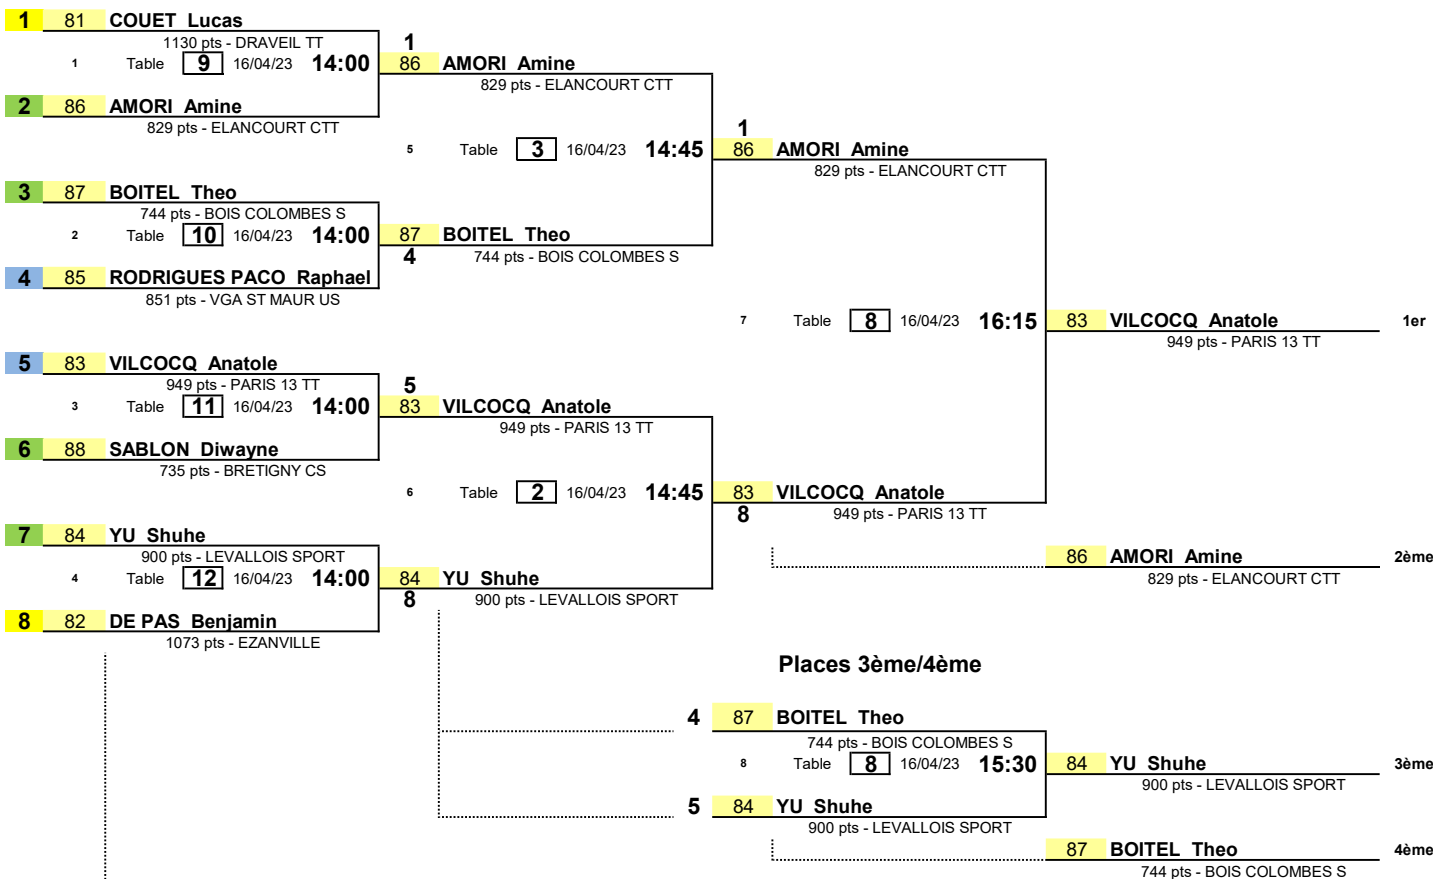 1 81 COUET Lucas
1130 pts - DRAVEIL TT
1
1 Table 9 16/04/23 14:00 86 AMORI Amine
829 pts - ELANCOURT CTT
2 86 AMORI Amine
829 pts - ELANCOURT CTT
1
5 Table 3 16/04/23 14:45 86 AMORI Amine
829 pts - ELANCOURT CTT
3 87 BOITEL Theo
744 pts - BOIS COLOMBES S
2 Table 10 16/04/23 14:00 87 BOITEL Theo
4 744 pts - BOIS COLOMBES S
4 85 RODRIGUES PACO Raphael
851 pts - VGA ST MAUR US
7 Table 8 16/04/23 16:15 83 VILCOCQ Anatole 1er
949 pts - PARIS 13 TT
5 83 VILCOCQ Anatole
949 pts - PARIS 13 TT
5
3 Table 11 16/04/23 14:00 83 VILCOCQ Anatole
949 pts - PARIS 13 TT
6 88 SABLON Diwayne
735 pts - BRETIGNY CS
6 Table 2 16/04/23 14:45 83 VILCOCQ Anatole
8 949 pts - PARIS 13 TT
7 84 YU Shuhe
900 pts - LEVALLOIS SPORT
86 AMORI Amine 2ème
829 pts - ELANCOURT CTT
4 Table 12 16/04/23 14:00 84 YU Shuhe
8 900 pts - LEVALLOIS SPORT
8 82 DE PAS Benjamin
1073 pts - EZANVILLE
Places 3ème/4ème
4 87 BOITEL Theo
744 pts - BOIS COLOMBES S
8 Table 8 16/04/23 15:30 84 YU Shuhe 3ème
900 pts - LEVALLOIS SPORT
5 84 YU Shuhe
900 pts - LEVALLOIS SPORT
87 BOITEL Theo 4ème
744 pts - BOIS COLOMBES S